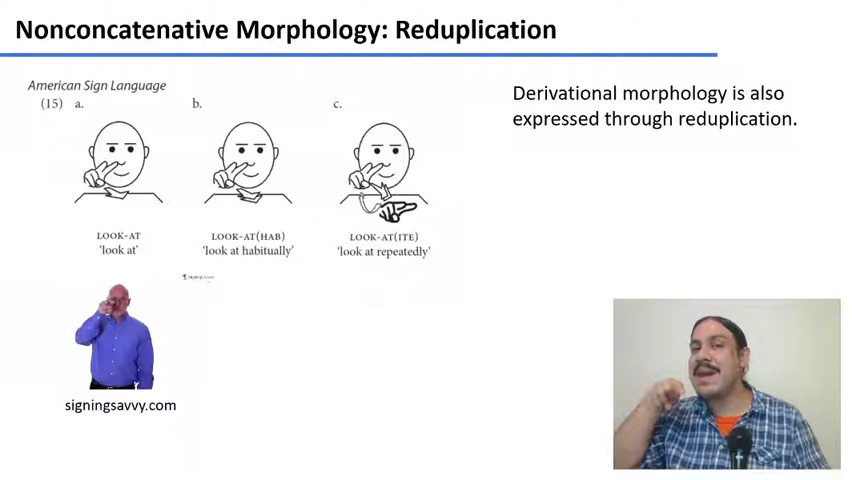 Nonconcatenative Morphology: Reduplication
American Sign Language
(15) a.
b.
c.
LOOK-AT
'look at'
LOOK-AT(HAB)
'look at habitually'
LOOK-AT(ITE)
'look at repeatedly'
signingsavvy.com
Derivational morphology is also
expressed through reduplication.